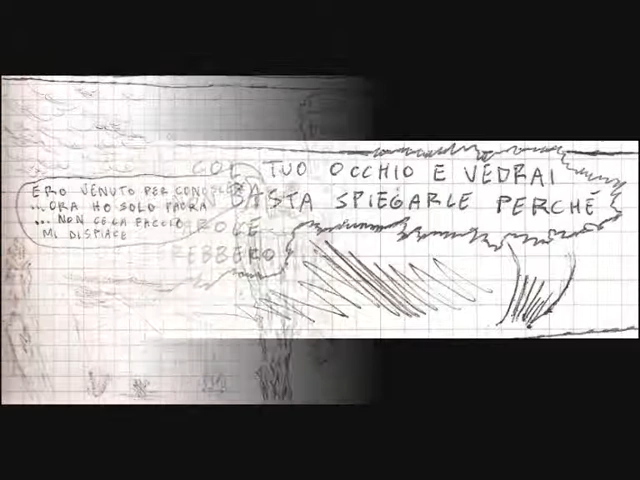 ERO VENUTO PER CONOSCERE
...ORA HO SOLO PAURA
... NON CE LA FACCIO
MI DISPIACE
COL TUO OCCHIO E VEDRAI
BASTA SPIEGARLE PERCHÉ